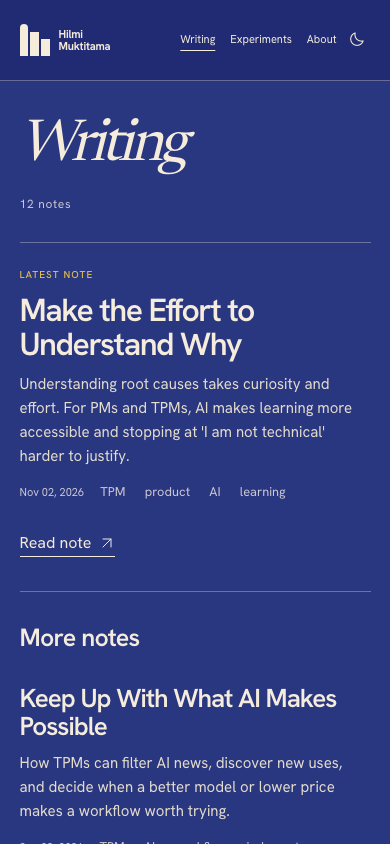 Hilmi
Muktitama
Writing Experiments About
Writing
12 notes
LATEST NOTE
Make the Effort to
Understand Why
Understanding root causes takes curiosity and
effort. For PMs and TPMs, AI makes learning more
accessible and stopping at 'I am not technical'
harder to justify.
Nov 02, 2026 TPM product AI learning
Read note
More notes
Keep Up With What AI Makes
Possible
How TPMs can filter AI news, discover new uses,
and decide when a better model or lower price
makes a workflow worth trying.